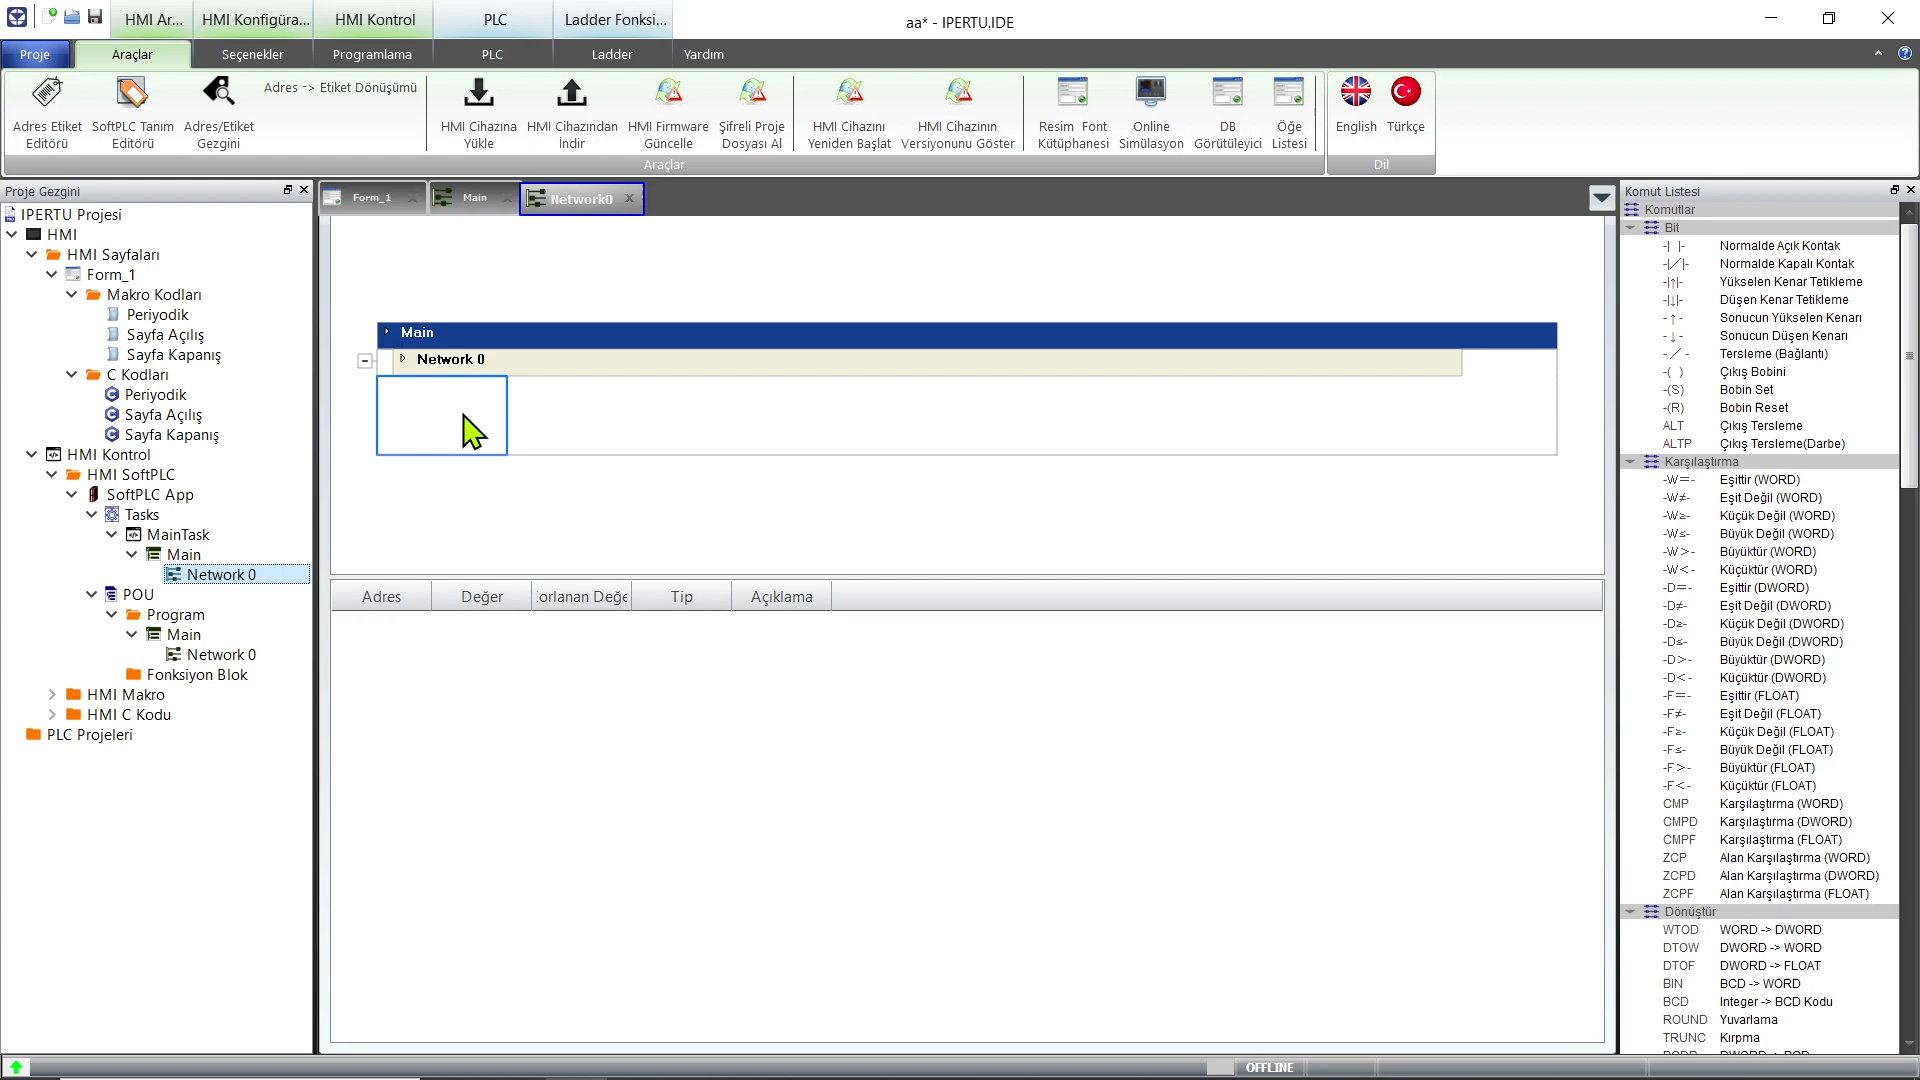 HMI Ar...
HMI Konfigüra...
HMI Kontrol
PLC
Ladder Fonksi...
aa* - IPERTU.IDE
Proje
Araçlar
Seçenekler
Programlama
PLC
Ladder
Yardım
Adres Etiket
Editörü
SoftPLC Tanım
Editörü
Adres/Etiket
Gezgini
Adres -> Etiket Dönüşümü
HMI Cihazına
Yükle
HMI Cihazından
İndir
HMI Firmware
Güncelle
Şifreli Proje
Dosyası Al
HMI Cihazını
Yeniden Başlat
HMI Cihazının
Versiyonunu Göster
Resim Font
Kütüphanesi
Online
Simülasyon
DB
Görütüleyici
Öğe
Listesi
English
Türkçe
Araçlar
Dil
Proje Gezgini
IPERTU Projesi
HMI
HMI Sayfaları
Form_1
Makro Kodları
Periyodik
Sayfa Açılış
Sayfa Kapanış
C Kodları
Periyodik
Sayfa Açılış
Sayfa Kapanış
HMI Kontrol
HMI SoftPLC
SoftPLC App
Tasks
MainTask
Main
Network 0
POU
Program
Main
Network 0
Fonksiyon Blok
HMI Makro
HMI C Kodu
PLC Projeleri
Form_1
Main
Network0
Main
Network 0
Adres
Değer
orlanan Değe
Tip
Açıklama
Komut Listesi
Komutlar
Bit
-| |- Normalde Açık Kontak
-|/|- Normalde Kapalı Kontak
-|↑|- Yükselen Kenar Tetikleme
-|↓|- Düşen Kenar Tetikleme
-↑- Sonucun Yükselen Kenarı
-↓- Sonucun Düşen Kenarı
-/- Tersleme (Bağlantı)
-( ) Çıkış Bobini
-(S) Bobin Set
-(R) Bobin Reset
ALT Çıkış Tersleme
ALTP Çıkış Tersleme(Darbe)
Karşılaştırma
-W=- Eşittir (WORD)
-W≠- Eşit Değil (WORD)
-W≥- Küçük Değil (WORD)
-W≤- Büyük Değil (WORD)
-W>- Büyüktür (WORD)
-W<- Küçüktür (WORD)
-D=- Eşittir (DWORD)
-D≠- Eşit Değil (DWORD)
-D≥- Küçük Değil (DWORD)
-D≤- Büyük Değil (DWORD)
-D>- Büyüktür (DWORD)
-D<- Küçüktür (DWORD)
-F=- Eşittir (FLOAT)
-F≠- Eşit Değil (FLOAT)
-F≥- Küçük Değil (FLOAT)
-F≤- Büyük Değil (FLOAT)
-F>- Büyüktür (FLOAT)
-F<- Küçüktür (FLOAT)
CMP Karşılaştırma (WORD)
CMPD Karşılaştırma (DWORD)
CMPF Karşılaştırma (FLOAT)
ZCP Alan Karşılaştırma (WORD)
ZCPD Alan Karşılaştırma (DWORD)
ZCPF Alan Karşılaştırma (FLOAT)
Dönüştür
WTOD WORD -> DWORD
DTOW DWORD -> WORD
DTOF DWORD -> FLOAT
BIN BCD -> WORD
BCD Integer -> BCD Kodu
ROUND Yuvarlama
TRUNC Kırpma
OFFLINE